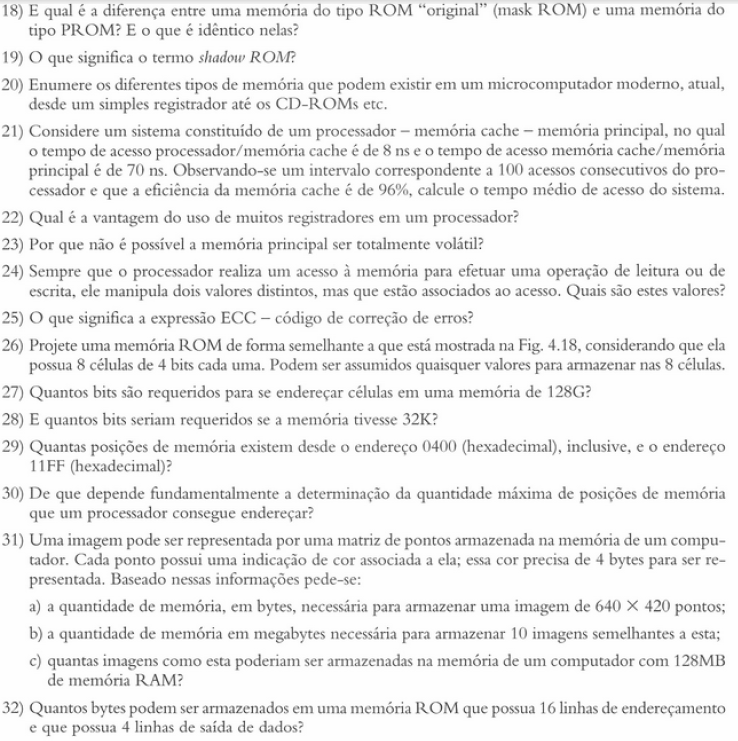 18) E qual é a diferença entre uma memória do tipo ROM “original” (mask ROM) e uma memória do
tipo PROM? E o que é idêntico nelas?
19) O que significa o termo shadow ROM?
20) Enumere os diferentes tipos de memória que podem existir em um microcomputador moderno, atual,
desde um simples registrador até os CD-ROMs etc.
21) Considere um sistema constituído de um processador – memória cache – memória principal, no qual
o tempo de acesso processador/memória cache é de 8 ns e o tempo de acesso memória cache/memória
principal é de 70 ns. Observando-se um intervalo correspondente a 100 acessos consecutivos do pro-
cessador e que a eficiência da memória cache é de 96%, calcule o tempo médio de acesso do sistema.
22) Qual é a vantagem do uso de muitos registradores em um processador?
23) Por que não é possível a memória principal ser totalmente volátil?
24) Sempre que o processador realiza um acesso à memória para efetuar uma operação de leitura ou de
escrita, ele manipula dois valores distintos, mas que estão associados ao acesso. Quais são estes valores?
25) O que significa a expressão ECC – código de correção de erros?
26) Projete uma memória ROM de forma semelhante a que está mostrada na Fig. 4.18, considerando que ela
possua 8 células de 4 bits cada uma. Podem ser assumidos quaisquer valores para armazenar nas 8 células.
27) Quantos bits são requeridos para se endereçar células em uma memória de 128G?
28) E quantos bits seriam requeridos se a memória tivesse 32K?
29) Quantas posições de memória existem desde o endereço 0400 (hexadecimal), inclusive, e o endereço
11FF (hexadecimal)?
30) De que depende fundamentalmente a determinação da quantidade máxima de posições de memória
que um processador consegue endereçar?
31) Uma imagem pode ser representada por uma matriz de pontos armazenada na memória de um compu-
tador. Cada ponto possui uma indicação de cor associada a ela; essa cor precisa de 4 bytes para ser re-
presentada. Baseado nessas informações pede-se:
a) a quantidade de memória, em bytes, necessária para armazenar uma imagem de 640 × 420 pontos;
b) a quantidade de memória em megabytes necessária para armazenar 10 imagens semelhantes a esta;
c) quantas imagens como esta poderiam ser armazenadas na memória de um computador com 128MB
de memória RAM?
32) Quantos bytes podem ser armazenados em uma memória ROM que possua 16 linhas de endereçamento
e que possua 4 linhas de saída de dados?